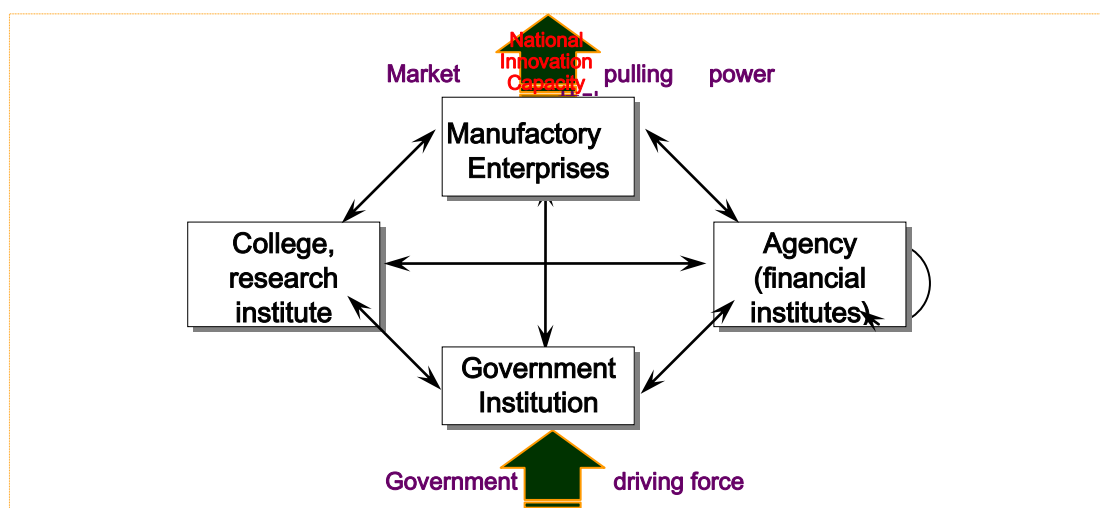 National
Innovation
Capacity
Market pulling power
Manufactory
Enterprises
College,
research
institute
Agency
(financial
institutes)
Government
Institution
Government driving force